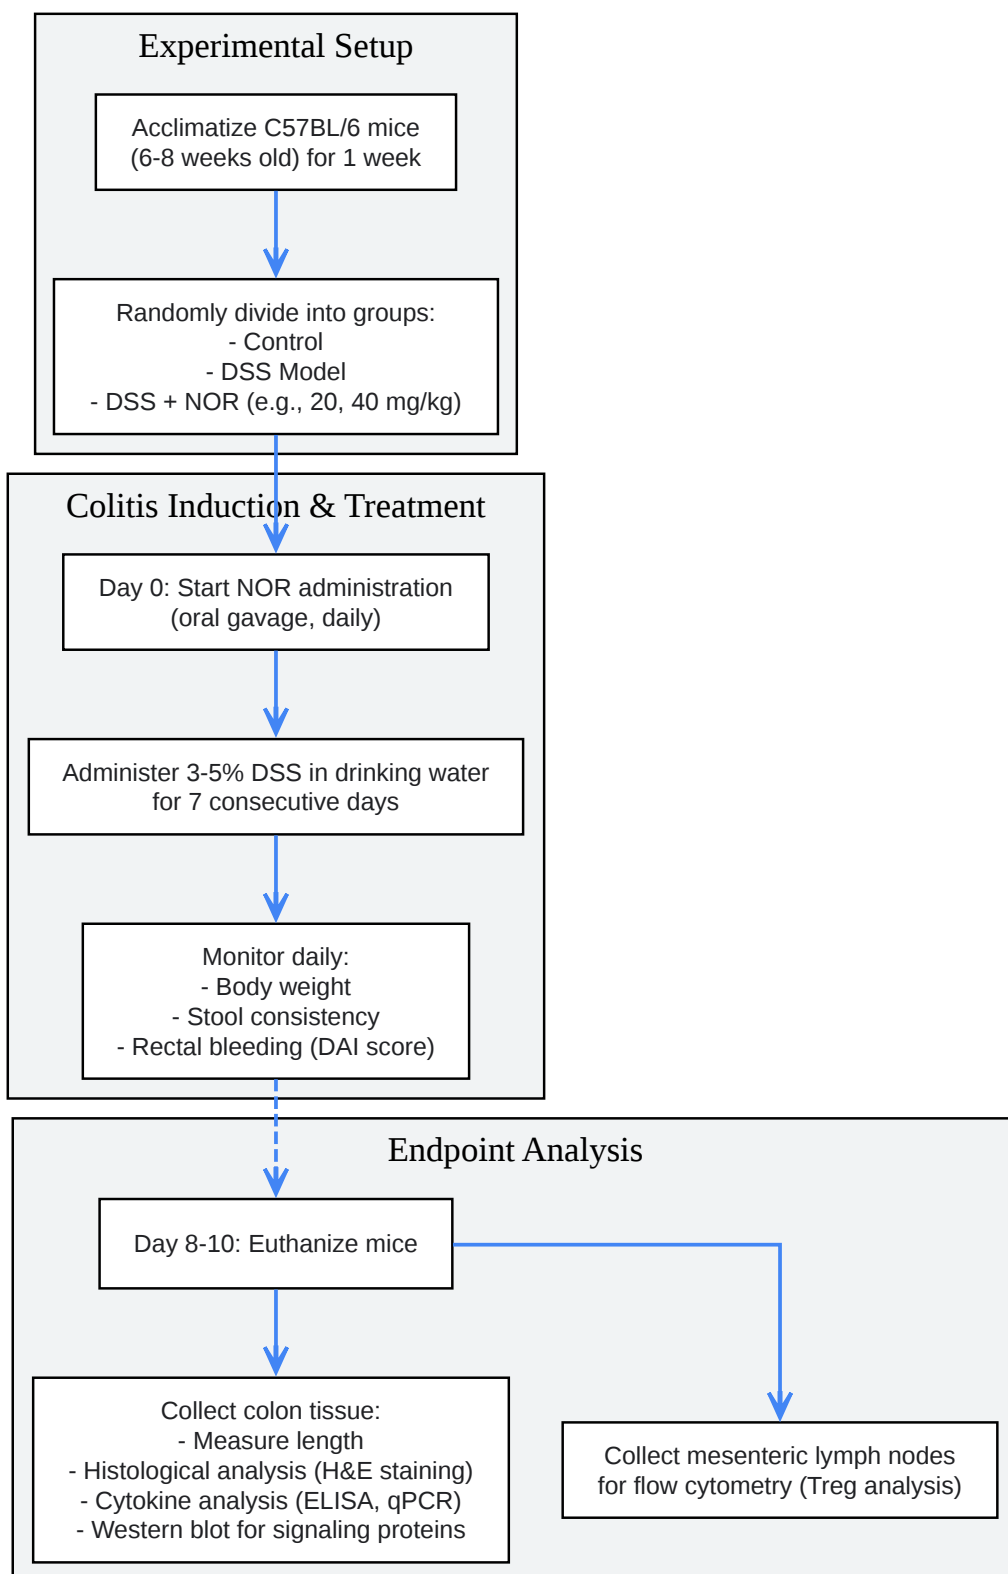 Experimental Setup
Acclimatize C57BL/6 mice
(6-8 weeks old) for 1 week
Randomly divide into groups:
- Control
- DSS Model
- DSS + NOR (e.g., 20, 40 mg/kg)
Colitis Induction & Treatment
Day 0: Start NOR administration
(oral gavage, daily)
Administer 3-5% DSS in drinking water
for 7 consecutive days
Monitor daily:
- Body weight
- Stool consistency
- Rectal bleeding (DAI score)
Endpoint Analysis
Day 8-10: Euthanize mice
Collect colon tissue:
- Measure length
- Histological analysis (H&E staining)
- Cytokine analysis (ELISA, qPCR)
- Western blot for signaling proteins
Collect mesenteric lymph nodes
for flow cytometry (Treg analysis)